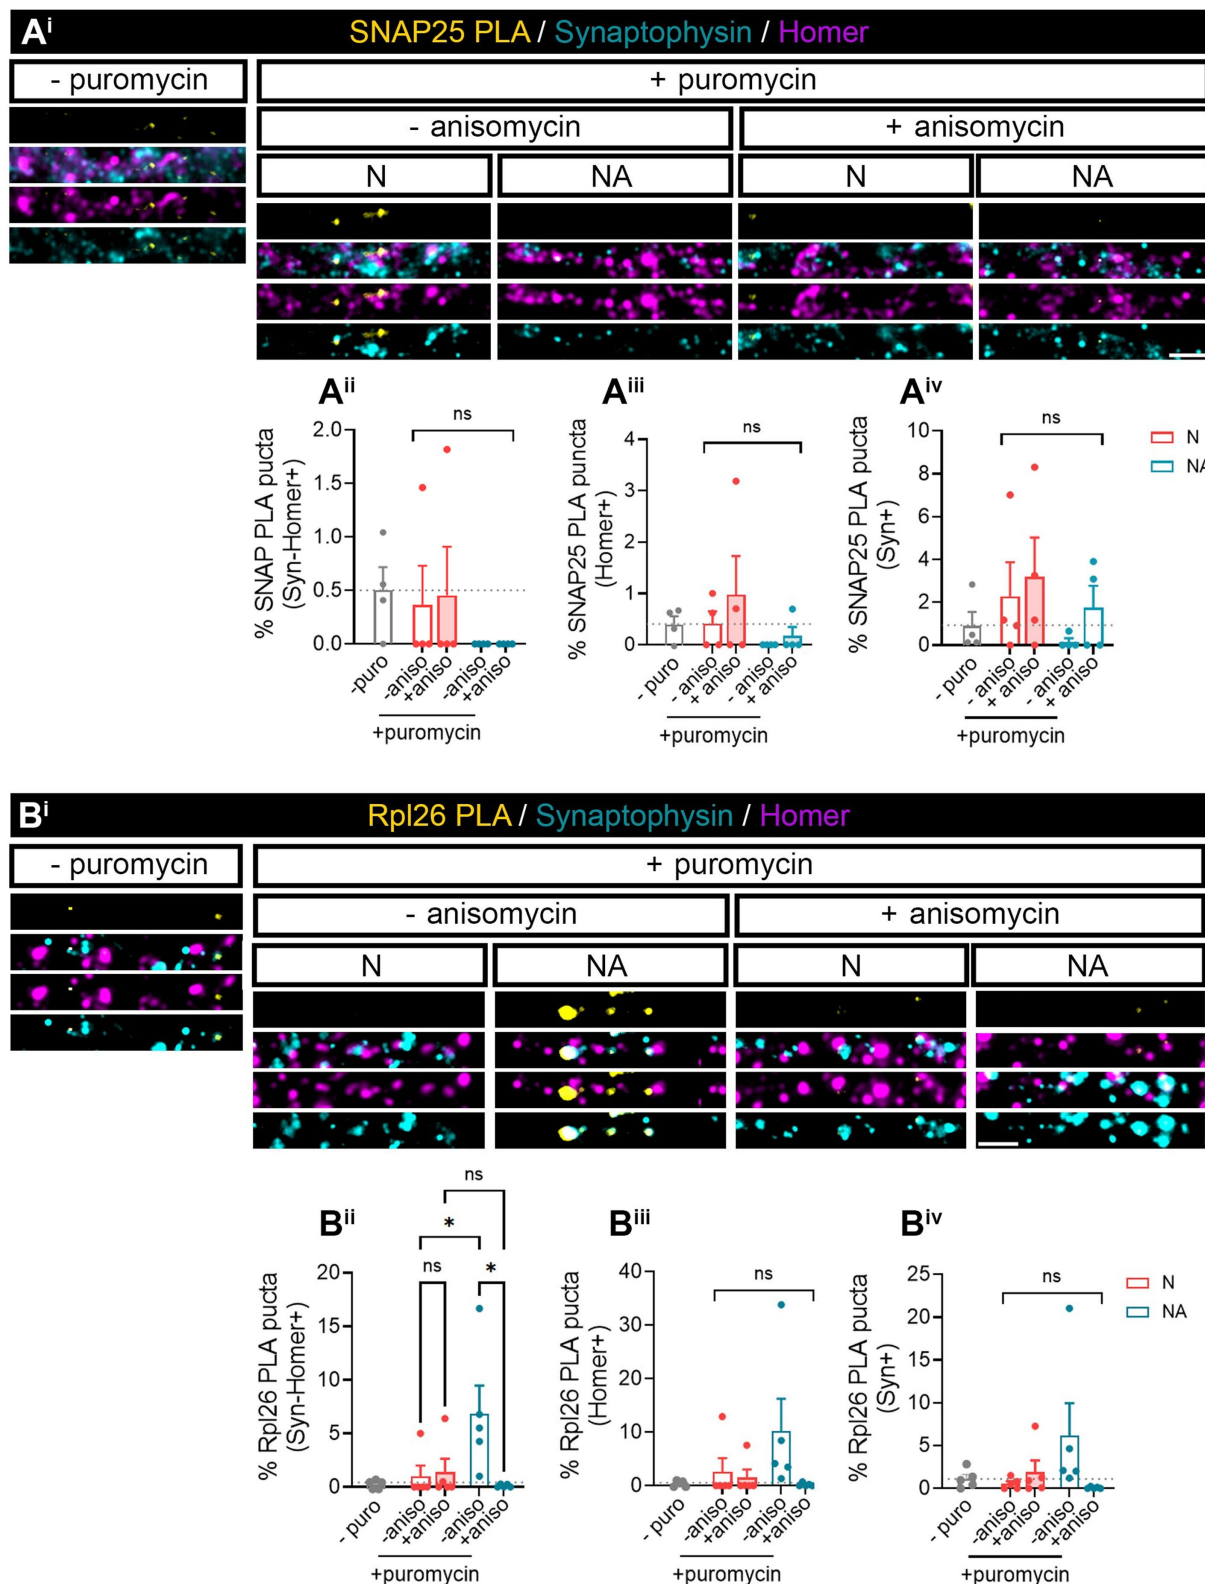 Ai SNAP25 PLA / Synaptophysin / Homer
- puromycin
+ puromycin
- anisomycin
+ anisomycin
N
NA
N
NA
Aii
ns
2.0
1.5
1.0
0.5
0.0
% SNAP PLA pucta
(Syn-Homer+)
-puro
-aniso
+aniso
-aniso
+aniso
+puromycin
Aiii
ns
4
3
2
1
0
% SNAP25 PLA puncta
(Homer+)
- puro
- aniso
+ aniso
- aniso
+ aniso
+puromycin
Aiv
ns
10
8
6
4
2
0
% SNAP25 PLA pucta
(Syn+)
- puro
- aniso
+ aniso
- aniso
+ aniso
+puromycin
N
NA
Bi Rpl26 PLA / Synaptophysin / Homer
- puromycin
+ puromycin
- anisomycin
+ anisomycin
N
NA
N
NA
Bii
ns
*
ns
*
20
15
10
5
0
% Rpl26 PLA pucta
(Syn-Homer+)
- puro
-aniso
+aniso
-aniso
+aniso
+puromycin
Biii
ns
40
30
20
10
0
% Rpl26 PLA pucta
(Homer+)
- puro
-aniso
+aniso
-aniso
+aniso
+puromycin
Biv
ns
25
20
15
10
5
0
% Rpl26 PLA pucta
(Syn+)
- puro
-aniso
+aniso
-aniso
+aniso
+puromycin
N
NA